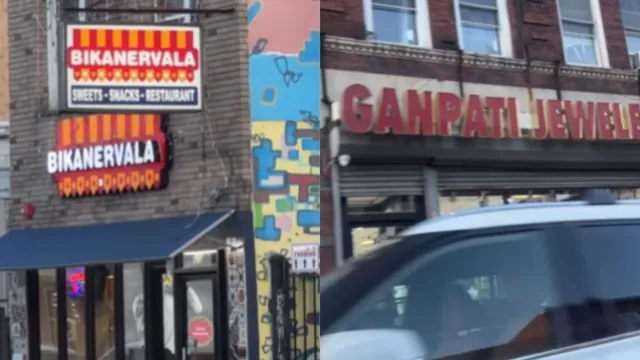 BIKANERVALA
SWEETS - SNACKS - RESTAURANT
BIKANERVALA
GANPATI JEWELE